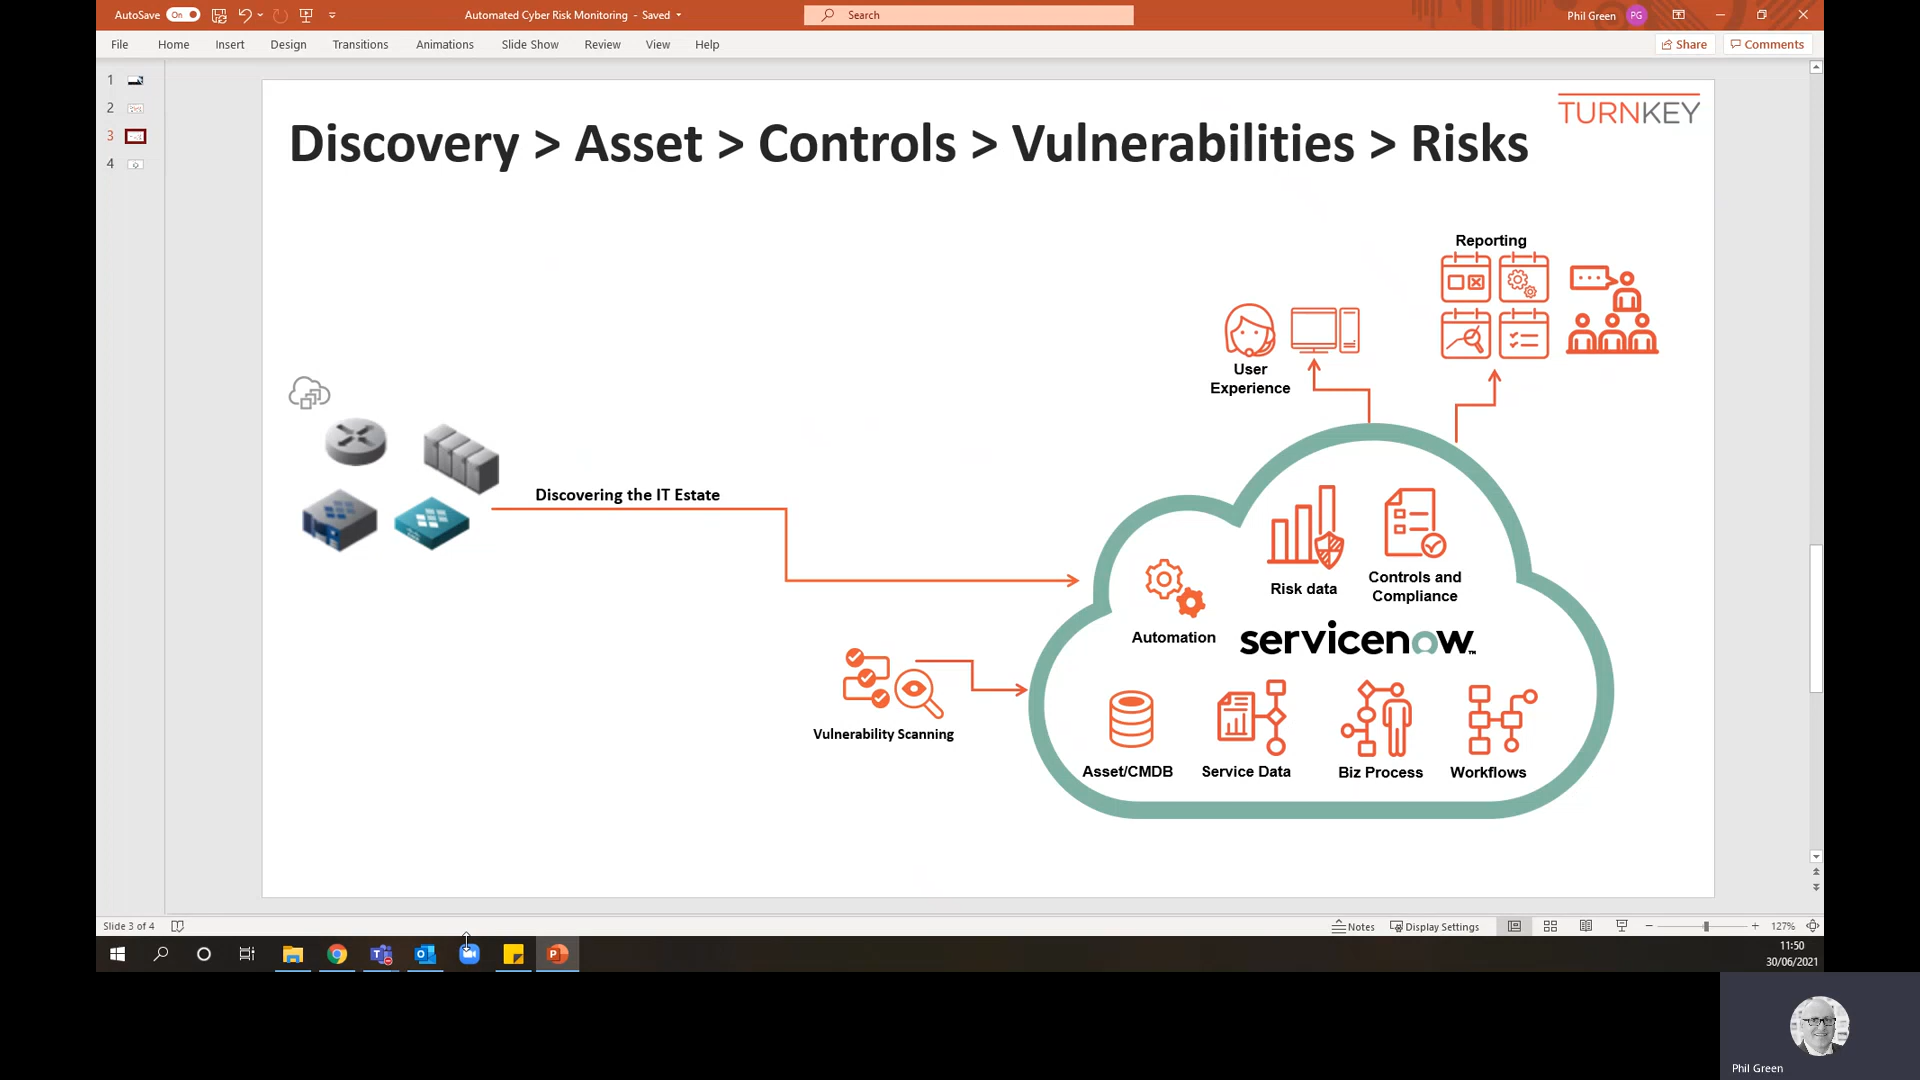 AutoSave On
Automated Cyber Risk Monitoring - Saved
Search
Phil Green PG
File Home Insert Design Transitions Animations Slide Show Review View Help
Share Comments
1
2
3
4
TURNKEY
Discovery > Asset > Controls > Vulnerabilities > Risks
Reporting
User
Experience
Discovering the IT Estate
Risk data
Controls and
Compliance
Automation
servicenow™
Vulnerability Scanning
Asset/CMDB
Service Data
Biz Process
Workflows
Slide 3 of 4
Notes Display Settings 127%
11:50
30/06/2021
Phil Green